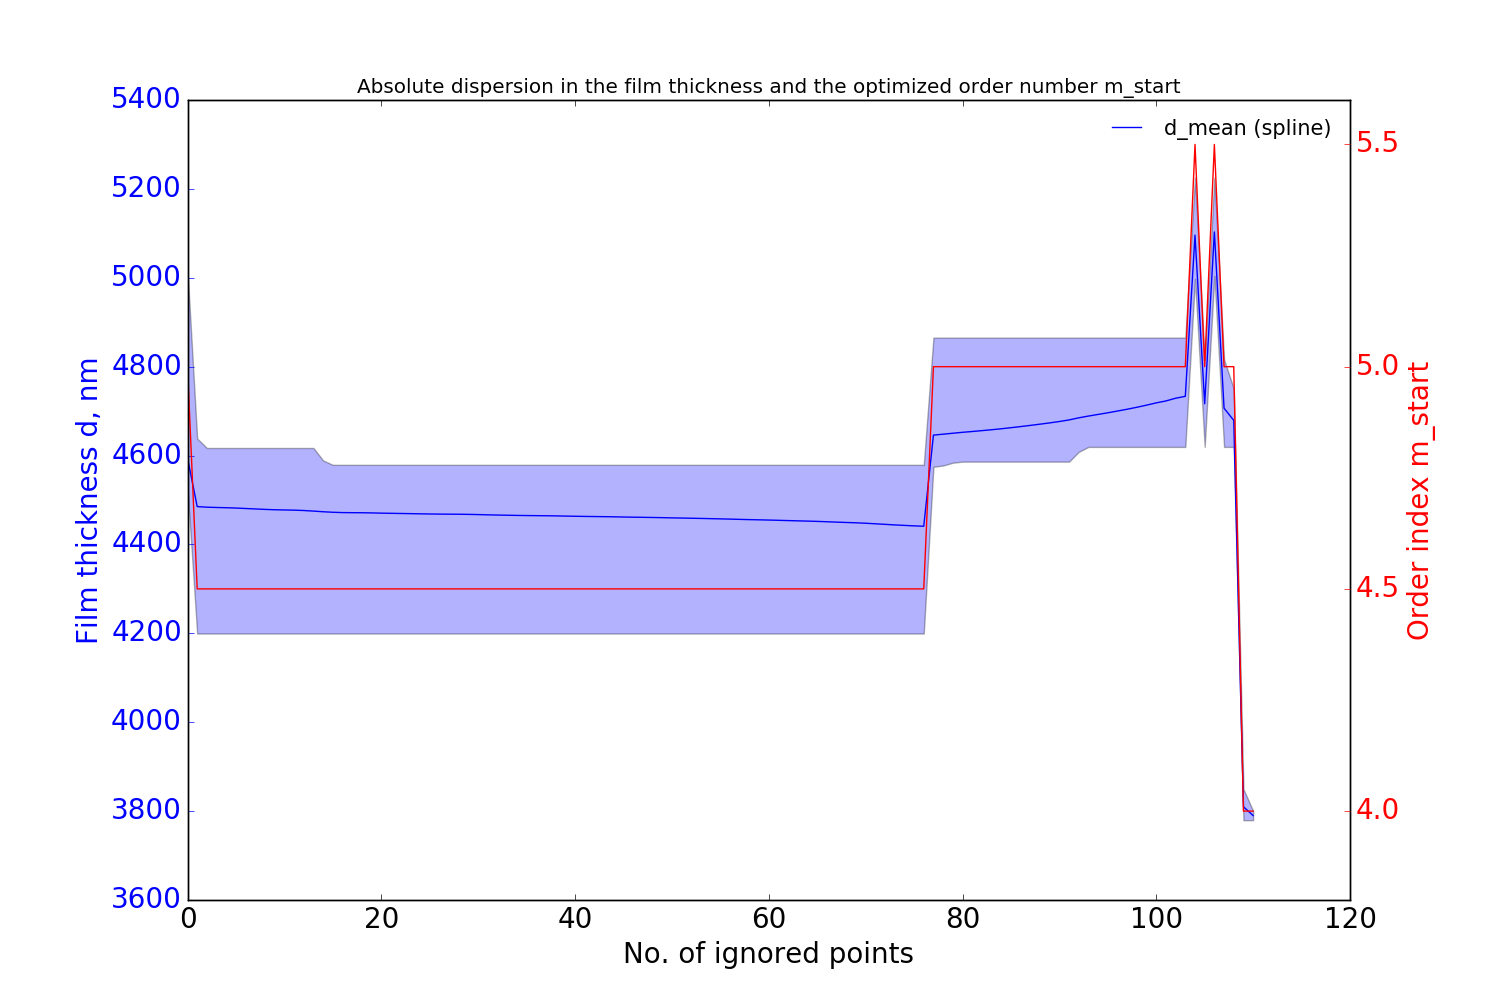 Absolute dispersion in the film thickness and the optimized order number m_start
d_mean (spline)
Film thickness d, nm
5400
5200
5000
4800
4600
4400
4200
4000
3800
3600
Order index m_start
5.5
5.0
4.5
4.0
0 20 40 60 80 100 120
No. of ignored points